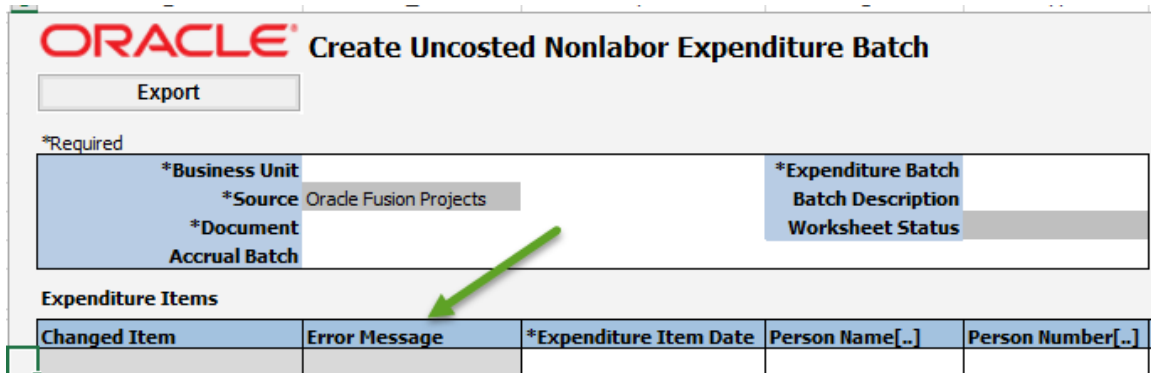 ORACLE® Create Uncosted Nonlabor Expenditure Batch
Export
*Required
*Business Unit *Expenditure Batch
*Source Oracle Fusion Projects Batch Description
*Document Worksheet Status
Accrual Batch
Expenditure Items
Changed Item Error Message *Expenditure Item Date Person Name[..] Person Number[..]